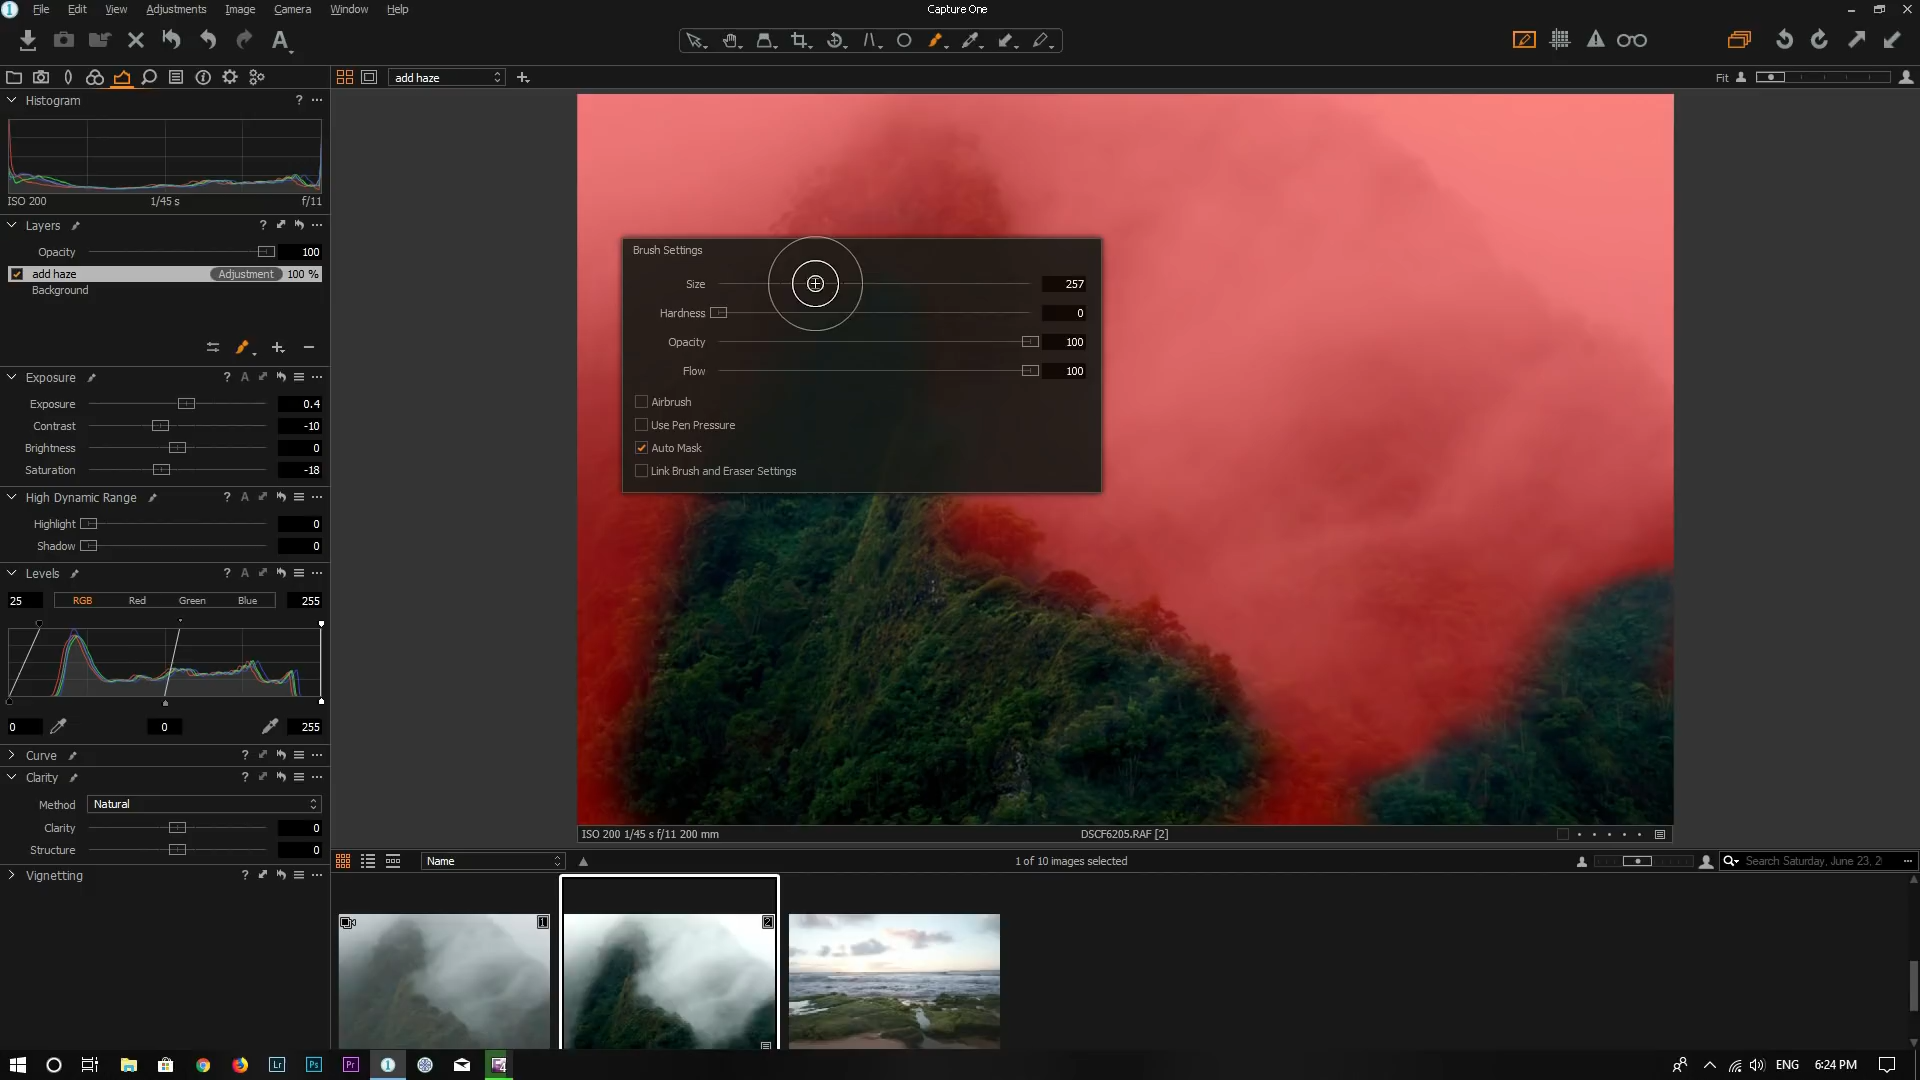 File Edit View Adjustments Image Camera Window Help
Capture One
add haze
Fit
Histogram
ISO 200 1/45 s f/11
Layers
Opacity 100
add haze Adjustment 100 %
Background
Exposure
Exposure 0.4
Contrast -10
Brightness 0
Saturation -18
High Dynamic Range
Highlight 0
Shadow 0
Levels
25 RGB Red Green Blue 255
0 0 255
Curve
Clarity
Method Natural
Clarity 0
Structure 0
Vignetting
Brush Settings
Size 257
Hardness 0
Opacity 100
Flow 100
Airbrush
Use Pen Pressure
Auto Mask
Link Brush and Eraser Settings
ISO 200 1/45 s f/11 200 mm
DSCF6205.RAF [2]
Name
1 of 10 images selected
Search Saturday, June 23, 2
1
2
Lr Ps Pr
ENG 6:24 PM